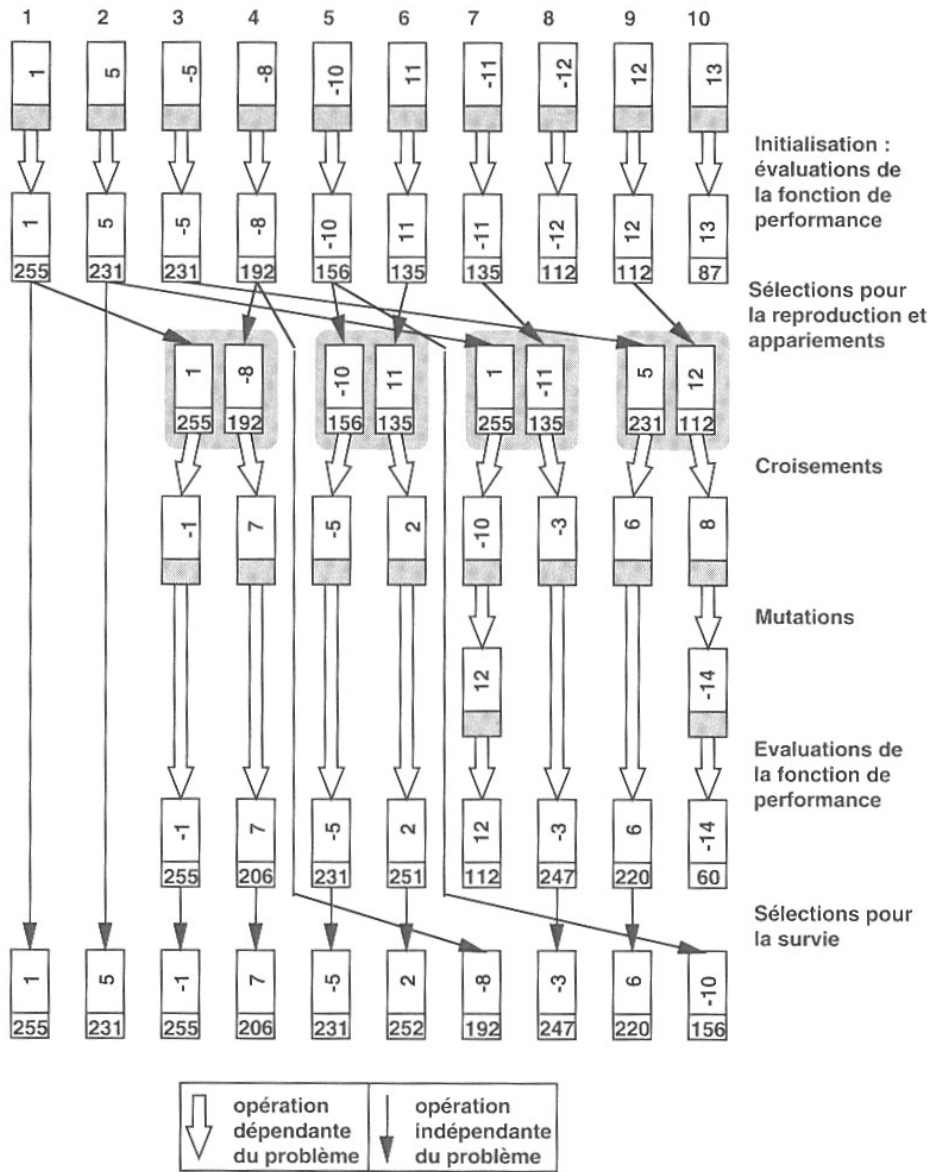 1 2 3 4 5 6 7 8 9 10
1 5 -5 -8 -10 11 -11 -12 12 13
Initialisation :
évaluations de
la fonction de
performance
1 5 -5 -8 -10 11 -11 -12 12 13
255 231 231 192 156 135 135 112 112 87
Sélections pour
la reproduction et
appariements
1 -8 -10 11 1 -11 5 12
255 192 156 135 255 135 231 112
Croisements
-1 7 -5 2 -10 -3 6 8
Mutations
12 -14
Evaluations de
la fonction de
performance
-1 7 -5 2 12 -3 6 -14
255 206 231 251 112 247 220 60
Sélections pour
la survie
1 5 -1 7 -5 2 -8 -3 6 -10
255 231 255 206 231 252 192 247 220 156
opération
dépendante
du problème
opération
indépendante
du problème